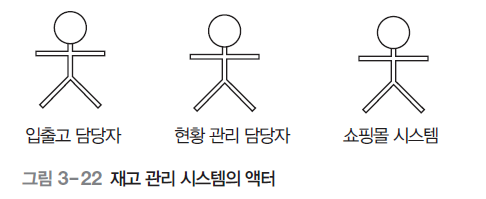 입출고 담당자 현황 관리 담당자 쇼핑몰 시스템
그림 3-22 재고 관리 시스템의 액터